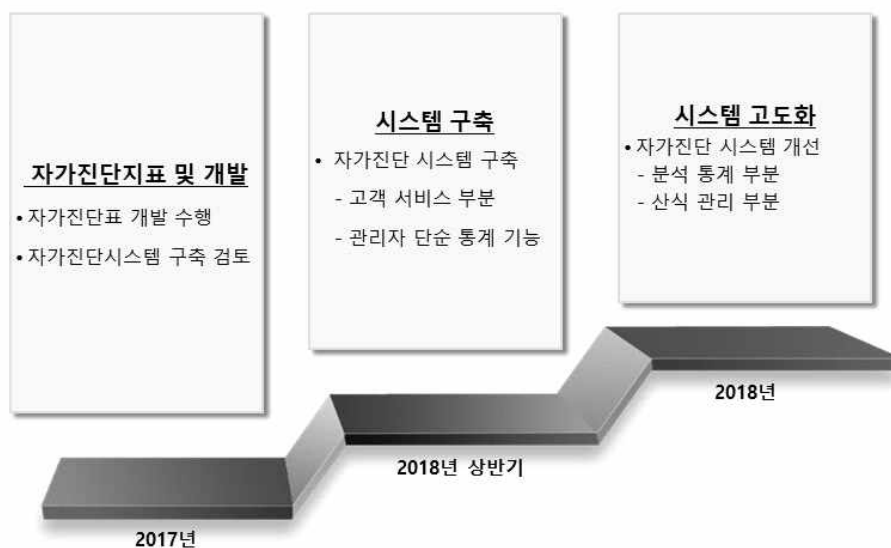 자가진단지표 및 개발
• 자가진단표 개발 수행
• 자가진단시스템 구축 검토
시스템 구축
• 자가진단 시스템 구축
- 고객 서비스 부분
- 관리자 단순 통계 기능
시스템 고도화
• 자가진단 시스템 개선
- 분석 통계 부분
- 산식 관리 부분
2017년
2018년 상반기
2018년